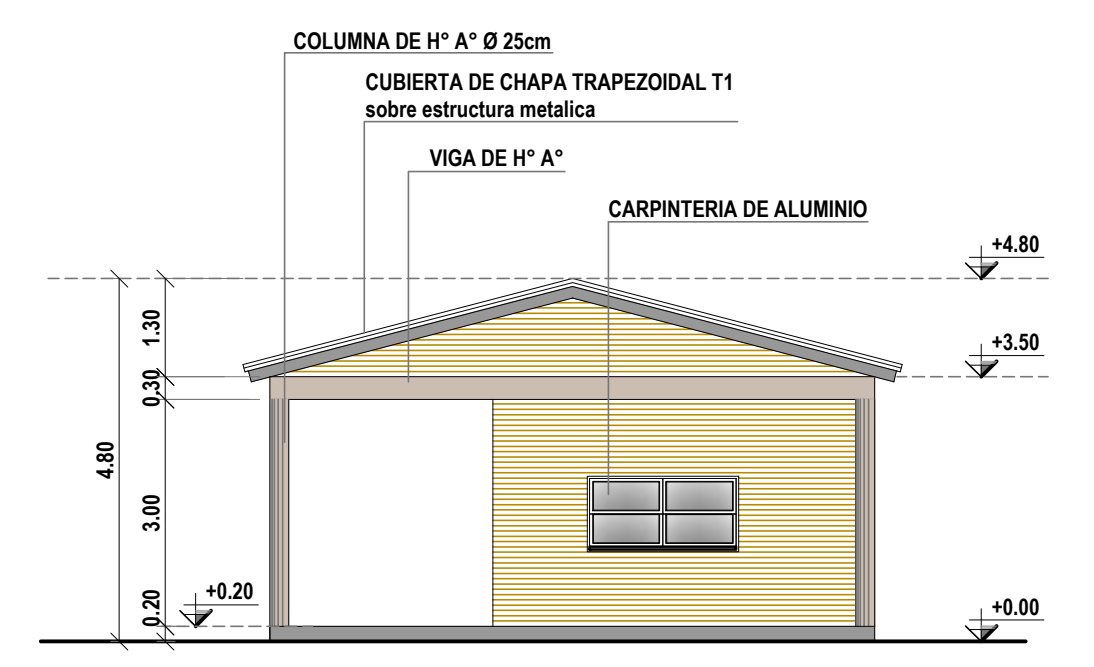 COLUMNA DE H° A° Ø 25cm
CUBIERTA DE CHAPA TRAPEZOIDAL T1
sobre estructura metalica
VIGA DE H° A°
CARPINTERIA DE ALUMINIO
+4.80
1.30
+3.50
0.30
4.80
3.00
0.20
+0.20
+0.00